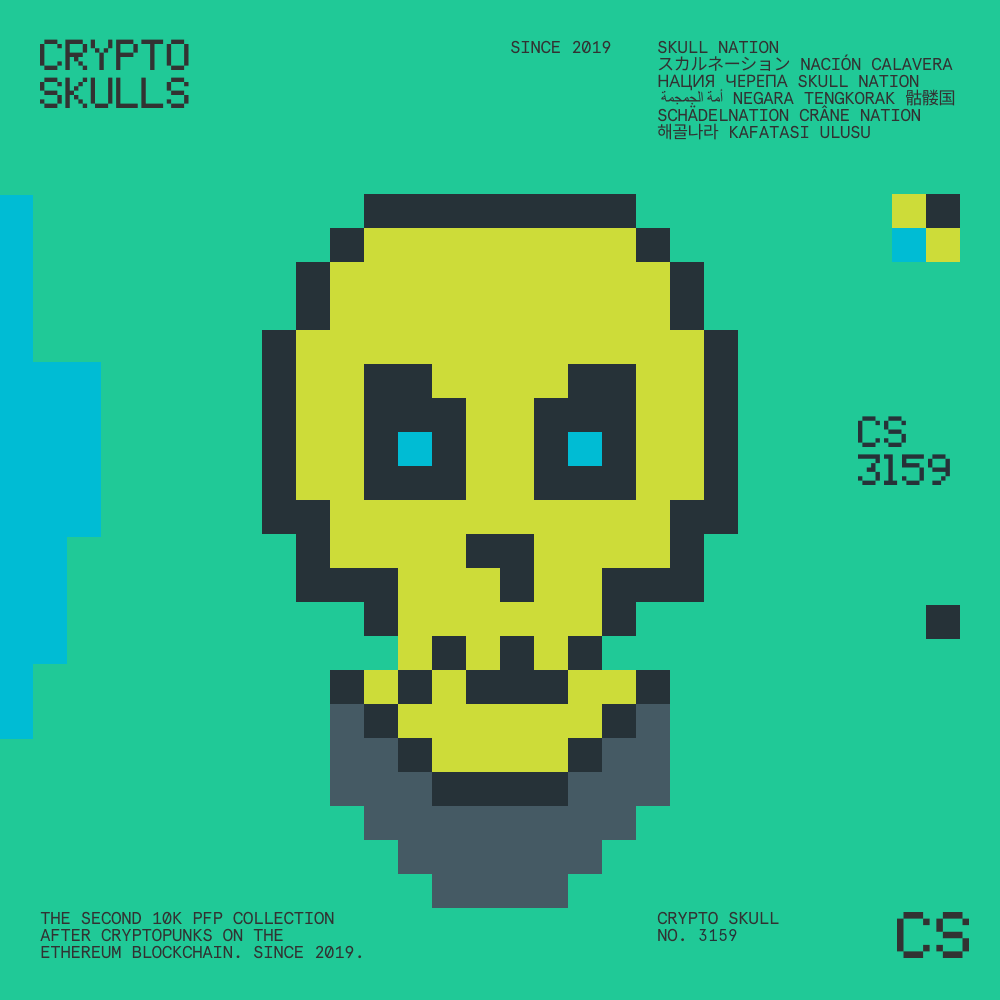 CRYPTO
SKULLS
SINCE 2019
SKULL NATION
スカルネーション NACIÓN CALAVERA
НАЦИЯ ЧЕРЕПА SKULL NATION
أمة الجمجمة NEGARA TENGKORAK 骷髅国
SCHÄDELNATION CRÂNE NATION
해골나라 KAFATASI ULUSU
CS
3159
THE SECOND 10K PFP COLLECTION
AFTER CRYPTOPUNKS ON THE
ETHEREUM BLOCKCHAIN. SINCE 2019.
CRYPTO SKULL
NO. 3159
CS